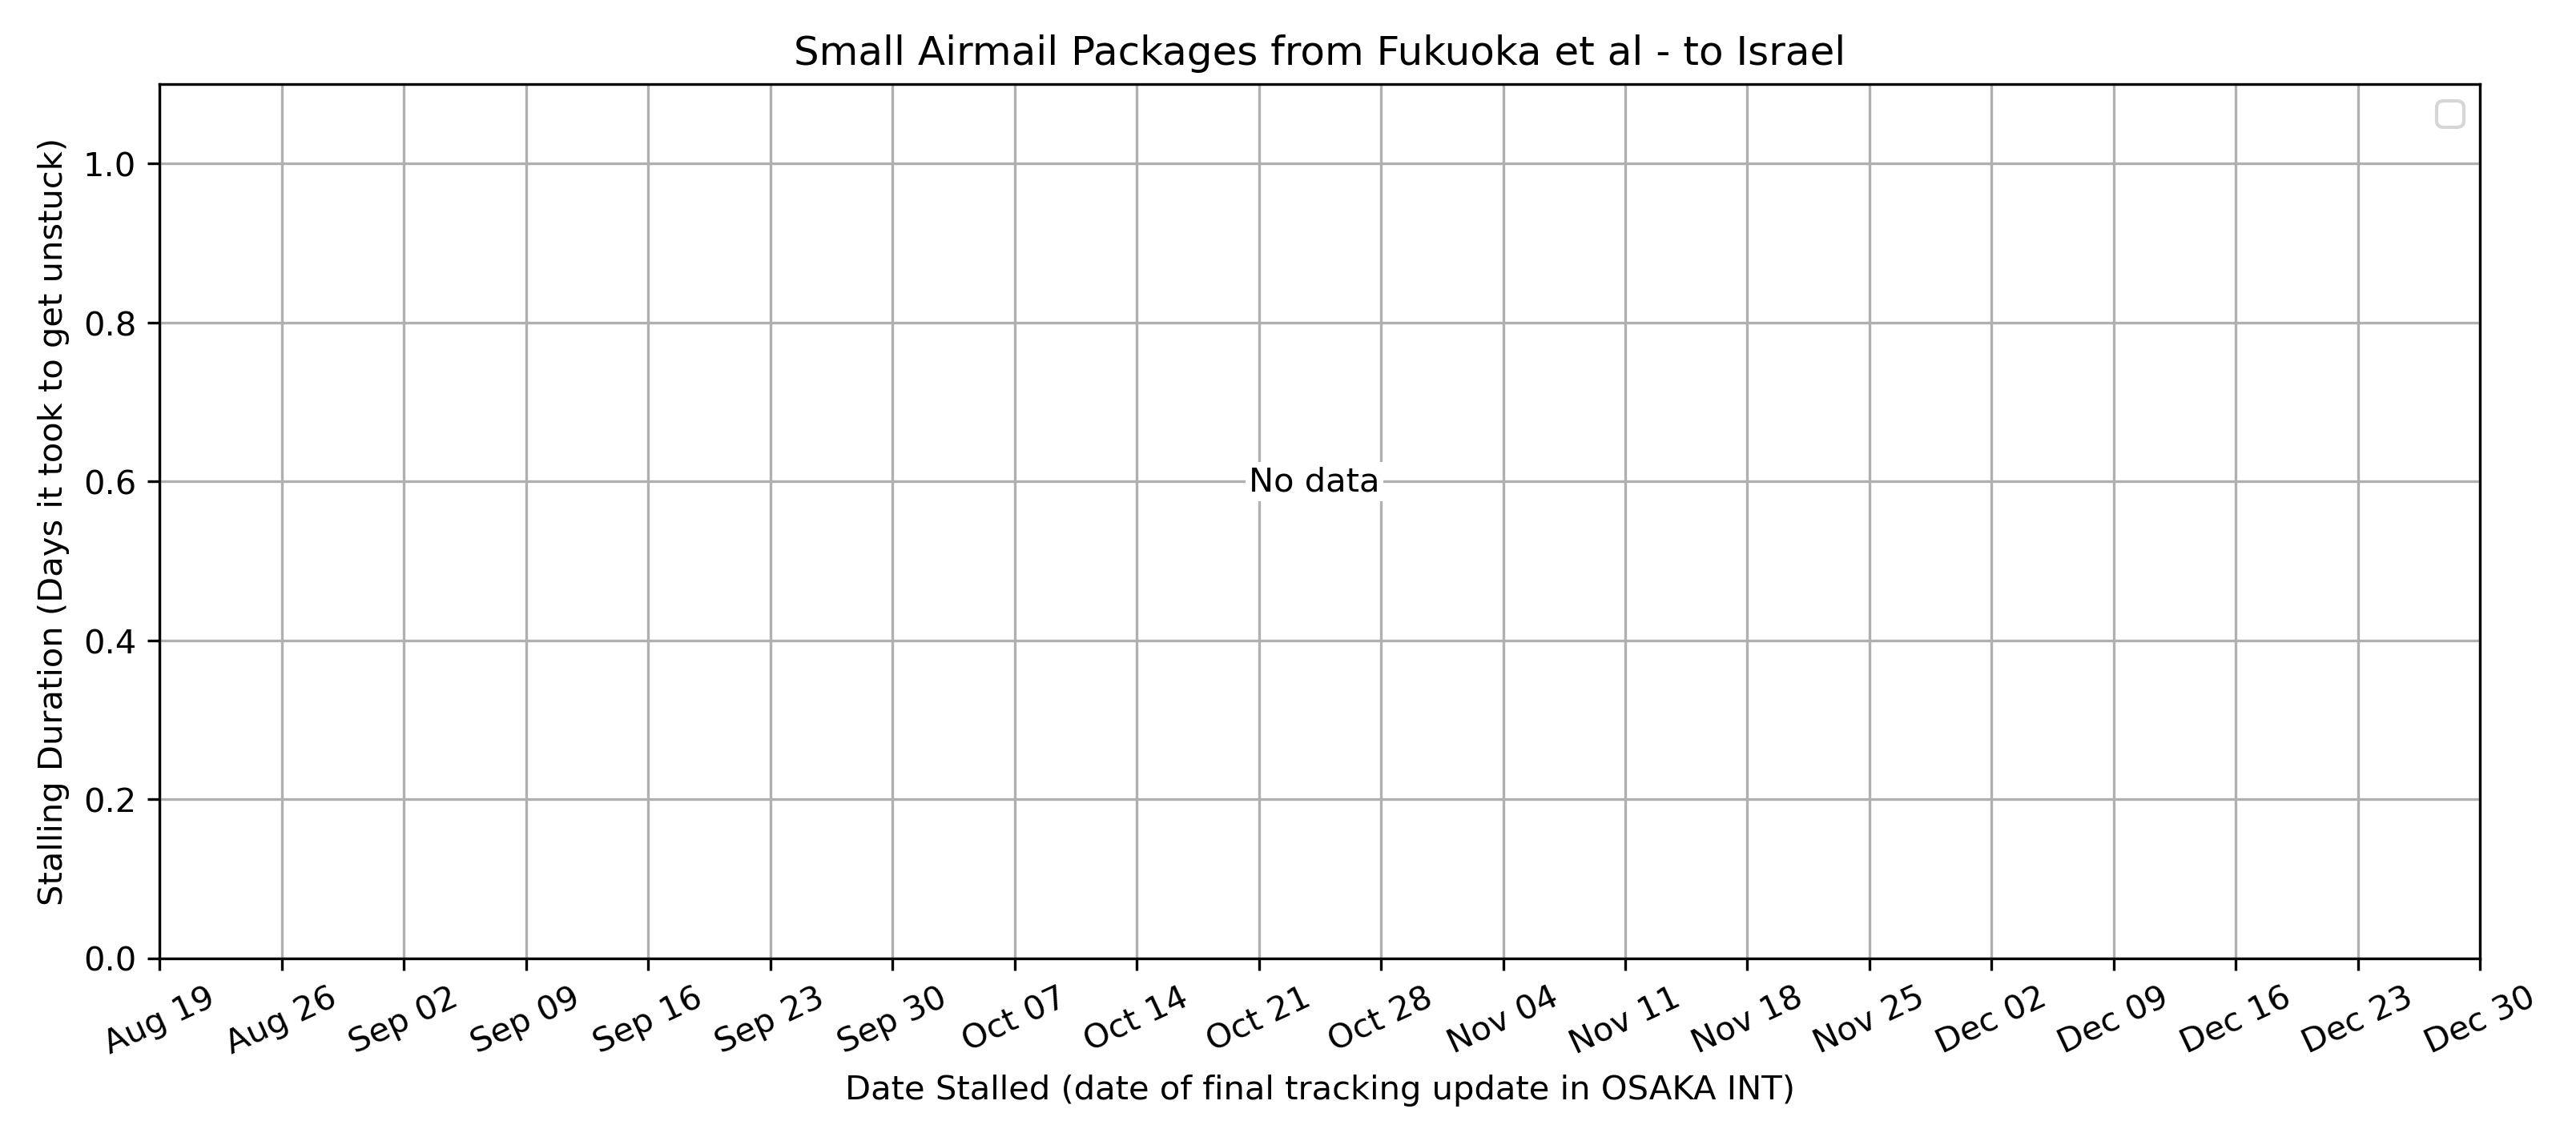 Small Airmail Packages from Fukuoka et al - to Israel
Stalling Duration (Days it took to get unstuck)
1.0
0.8
0.6
0.4
0.2
0.0
No data
Aug 19
Aug 26
Sep 02
Sep 09
Sep 16
Sep 23
Sep 30
Oct 07
Oct 14
Oct 21
Oct 28
Nov 04
Nov 11
Nov 18
Nov 25
Dec 02
Dec 09
Dec 16
Dec 23
Dec 30
Date Stalled (date of final tracking update in OSAKA INT)